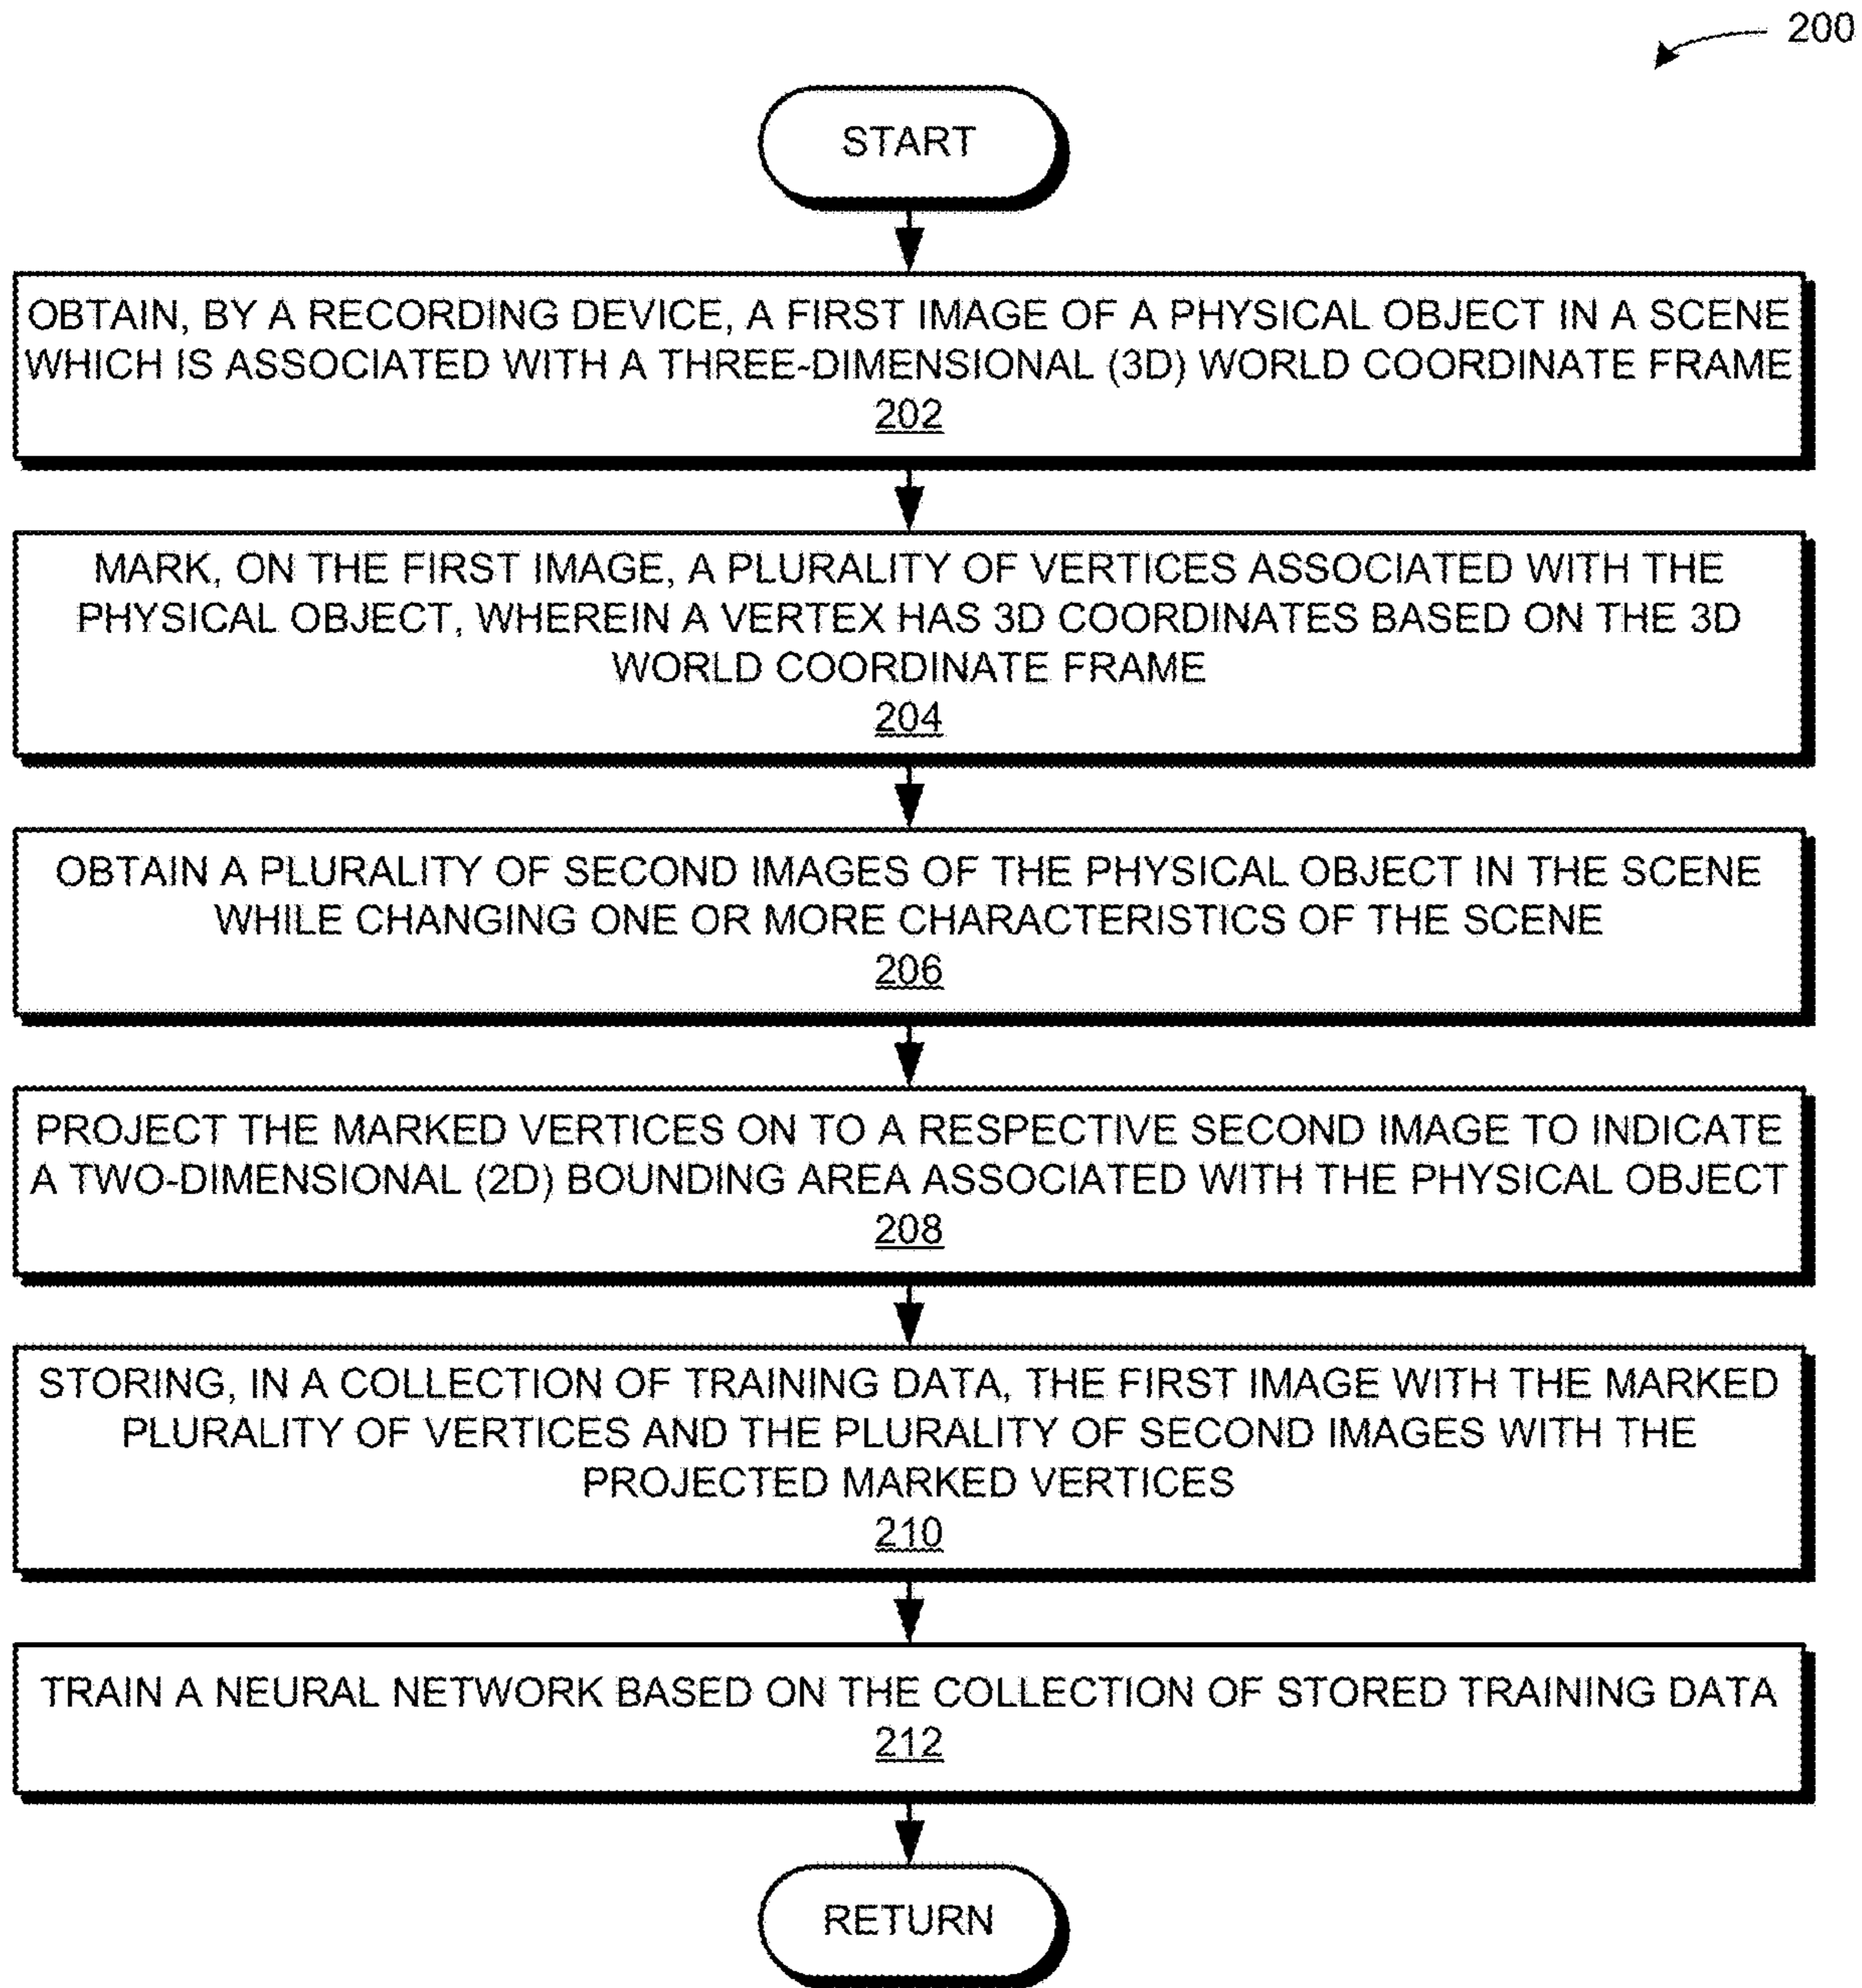 200
START
OBTAIN, BY A RECORDING DEVICE, A FIRST IMAGE OF A PHYSICAL OBJECT IN A SCENE
WHICH IS ASSOCIATED WITH A THREE-DIMENSIONAL (3D) WORLD COORDINATE FRAME
202
MARK, ON THE FIRST IMAGE, A PLURALITY OF VERTICES ASSOCIATED WITH THE
PHYSICAL OBJECT, WHEREIN A VERTEX HAS 3D COORDINATES BASED ON THE 3D
WORLD COORDINATE FRAME
204
OBTAIN A PLURALITY OF SECOND IMAGES OF THE PHYSICAL OBJECT IN THE SCENE
WHILE CHANGING ONE OR MORE CHARACTERISTICS OF THE SCENE
206
PROJECT THE MARKED VERTICES ON TO A RESPECTIVE SECOND IMAGE TO INDICATE
A TWO-DIMENSIONAL (2D) BOUNDING AREA ASSOCIATED WITH THE PHYSICAL OBJECT
208
STORING, IN A COLLECTION OF TRAINING DATA, THE FIRST IMAGE WITH THE MARKED
PLURALITY OF VERTICES AND THE PLURALITY OF SECOND IMAGES WITH THE
PROJECTED MARKED VERTICES
210
TRAIN A NEURAL NETWORK BASED ON THE COLLECTION OF STORED TRAINING DATA
212
RETURN